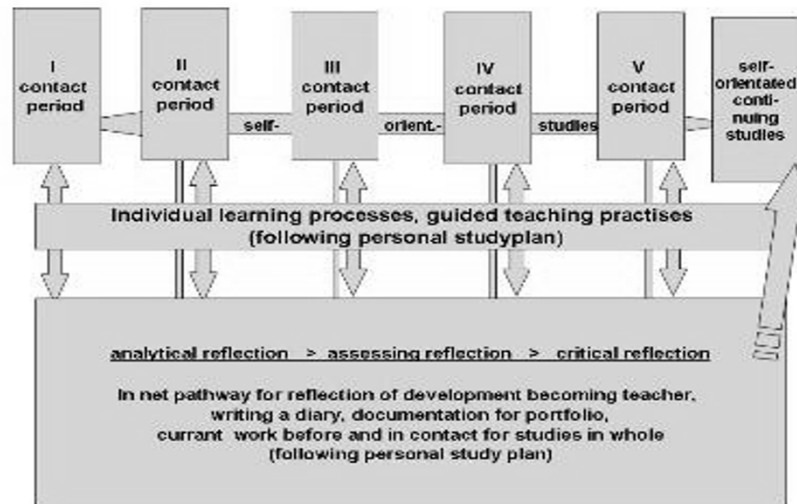 I
contact
period
II
contact
period
III
contact
period
IV
contact
period
V
contact
period
self-
orientated
conti-
nuing
studies
self-
orient.-
studies
Individual learning processes, guided teaching practises
(following personal studyplan)
analytical reflection > assessing reflection > critical reflection
In net pathway for reflection of development becoming teacher,
writing a diary, documentation for portfolio,
currant work before and in contact for studies in whole
(following personal study plan)